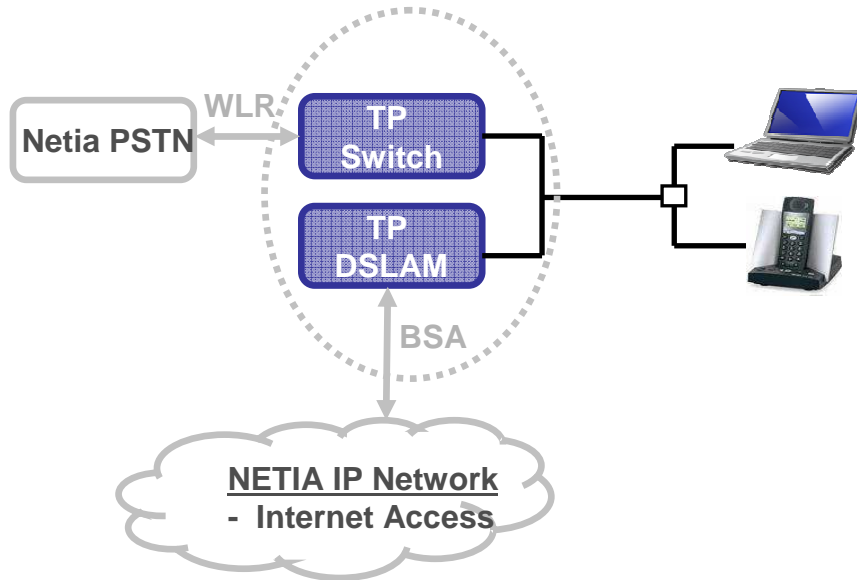 WLR
Netia PSTN
TP
Switch
TP
DSLAM
BSA
NETIA IP Network
- Internet Access